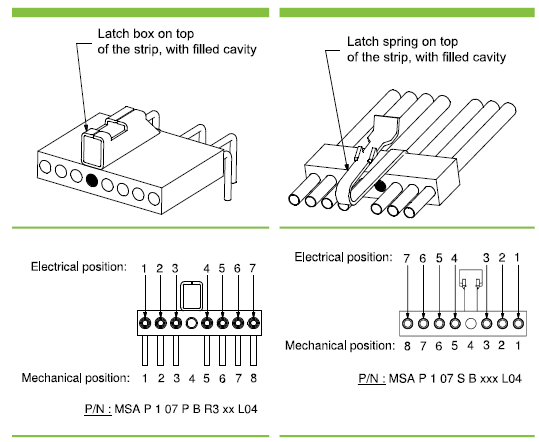 Latch box on top
of the strip, with filled cavity
Latch spring on top
of the strip, with filled cavity
Electrical position: 1 2 3 4 5 6 7
Mechanical position: 1 2 3 4 5 6 7 8
P/N : MSA P 1 07 P B R3 xx L04
Electrical position: 7 6 5 4 3 2 1
Mechanical position: 8 7 6 5 4 3 2 1
P/N : MSA P 1 07 S B xxx L04